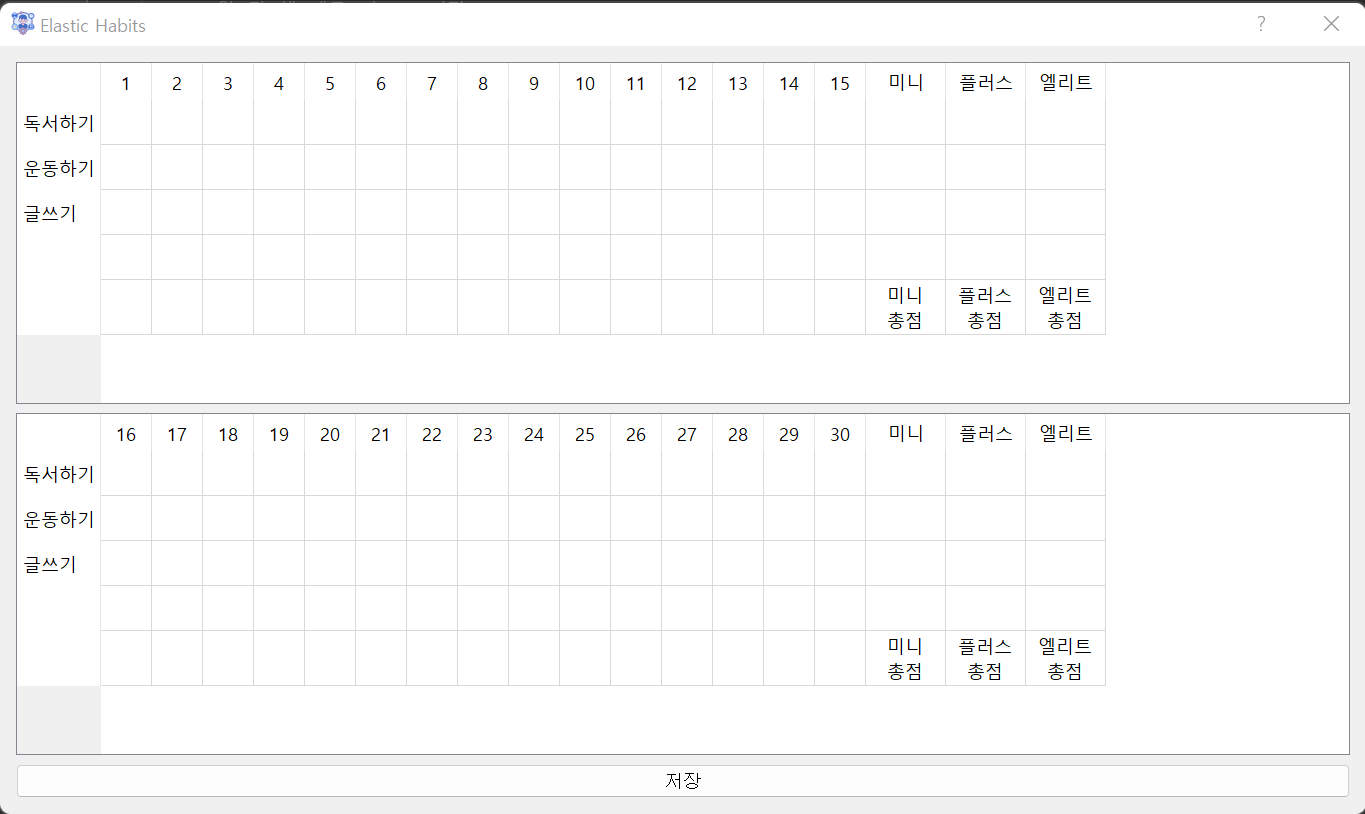 Elastic Habits ?
1 2 3 4 5 6 7 8 9 10 11 12 13 14 15 미니 플러스 엘리트
독서하기
운동하기
글쓰기
미니 플러스 엘리트
총점 총점 총점
16 17 18 19 20 21 22 23 24 25 26 27 28 29 30 미니 플러스 엘리트
독서하기
운동하기
글쓰기
미니 플러스 엘리트
총점 총점 총점
저장